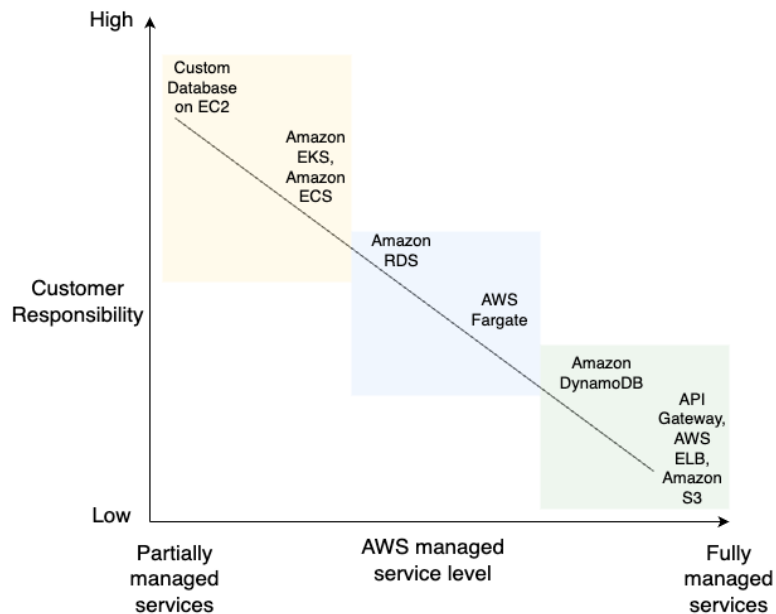 High
Custom
Database
on EC2
Amazon
EKS,
Amazon
ECS
Amazon
RDS
Customer
Responsibility
AWS
Fargate
Amazon
DynamoDB
API
Gateway,
AWS
ELB,
Amazon
S3
Low
Partially
managed
services
AWS managed
service level
Fully
managed
services